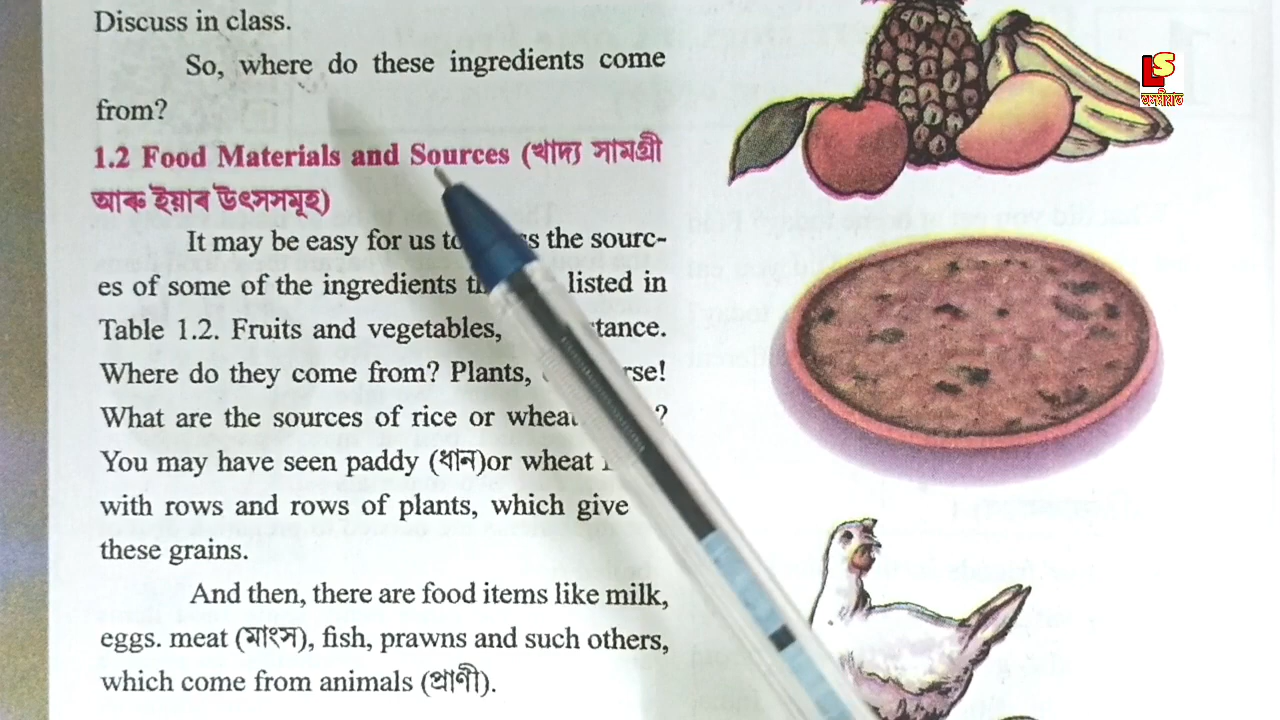 Discuss in class.
So, where do these ingredients come
from?
1.2 Food Materials and Sources (খাদ্য সামগ্ৰী
আৰু ইয়াৰ উৎসসমূহ)
It may be easy for us to the sourc-
es of some of the ingredients listed in
Table 1.2. Fruits and vegetables,
Where do they come from? Plants,
What are the sources of rice or ?
You may have seen paddy (ধান)or wheat
with rows and rows of plants, which give
these grains.
And then, there are food items like milk,
eggs. meat (মাংস), fish, prawns and such others,
which come from animals (প্ৰাণী).
LS
অসমীয়াত